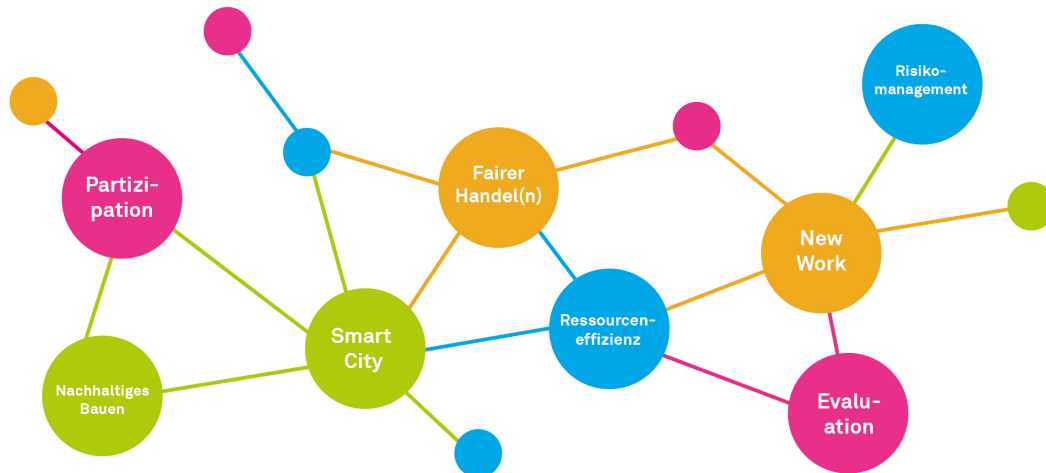 Risiko-
management
Partizi-
pation
Fairer
Handel(n)
New
Work
Smart
City
Ressourcen-
effizienz
Nachhaltiges
Bauen
Evalu-
ation